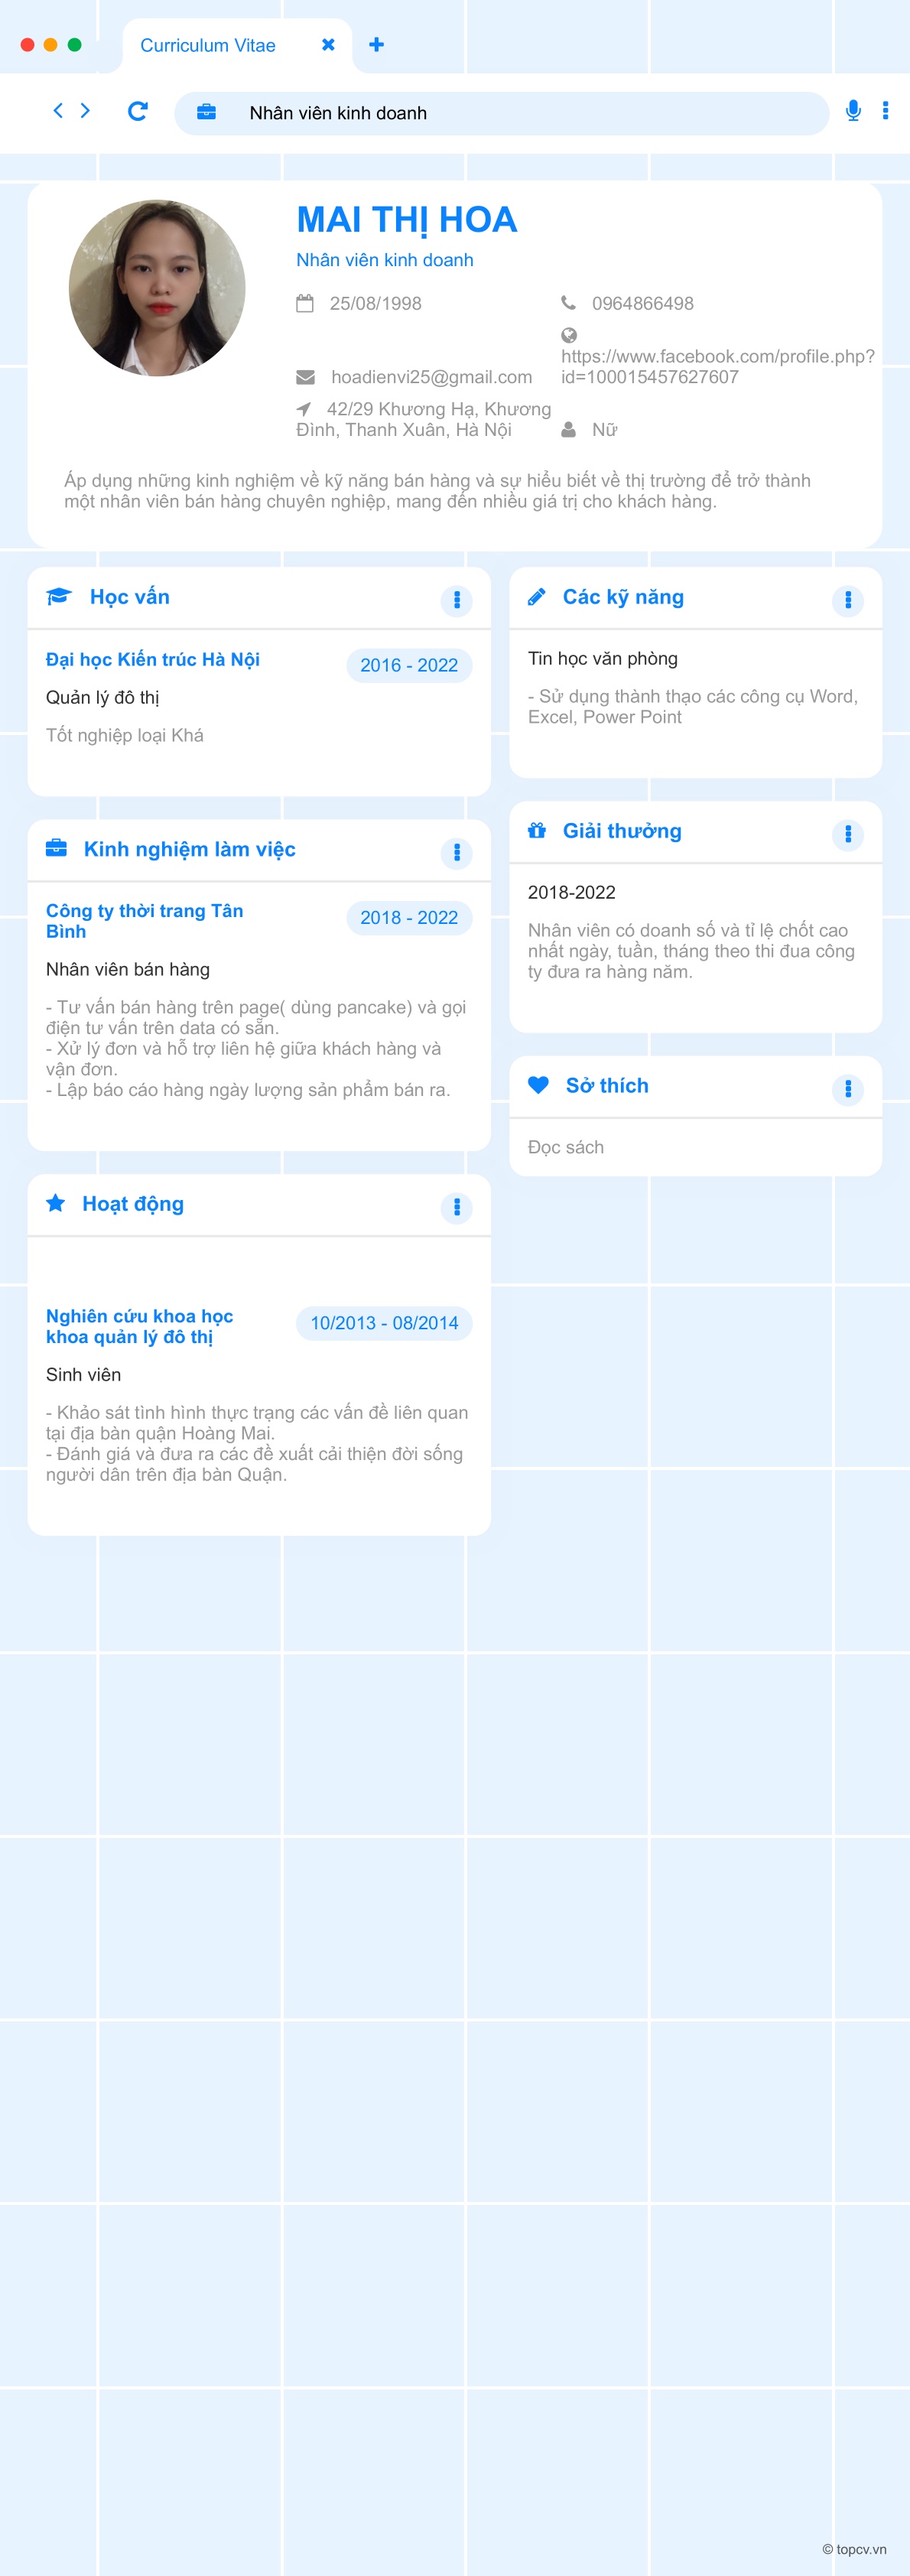 Curriculum Vitae
Nhân viên kinh doanh
MAI THỊ HOA
Nhân viên kinh doanh
25/08/1998
0964866498
https://www.facebook.com/profile.php?
id=100015457627607
hoadienvi25@gmail.com
42/29 Khương Hạ, Khương
Đình, Thanh Xuân, Hà Nội
Nữ
Áp dụng những kinh nghiệm về kỹ năng bán hàng và sự hiểu biết về thị trường để trở thành
một nhân viên bán hàng chuyên nghiệp, mang đến nhiều giá trị cho khách hàng.
Học vấn
Đại học Kiến trúc Hà Nội
2016 - 2022
Quản lý đô thị
Tốt nghiệp loại Khá
Kinh nghiệm làm việc
Công ty thời trang Tân
Bình
2018 - 2022
Nhân viên bán hàng
- Tư vấn bán hàng trên page( dùng pancake) và gọi
điện tư vấn trên data có sẵn.
- Xử lý đơn và hỗ trợ liên hệ giữa khách hàng và
vận đơn.
- Lập báo cáo hàng ngày lượng sản phẩm bán ra.
Hoạt động
Nghiên cứu khoa học
khoa quản lý đô thị
10/2013 - 08/2014
Sinh viên
- Khảo sát tình hình thực trạng các vấn đề liên quan
tại địa bàn quận Hoàng Mai.
- Đánh giá và đưa ra các đề xuất cải thiện đời sống
người dân trên địa bàn Quận.
Các kỹ năng
Tin học văn phòng
- Sử dụng thành thạo các công cụ Word,
Excel, Power Point
Giải thưởng
2018-2022
Nhân viên có doanh số và tỉ lệ chốt cao
nhất ngày, tuần, tháng theo thi đua công
ty đưa ra hàng năm.
Sở thích
Đọc sách
© topcv.vn